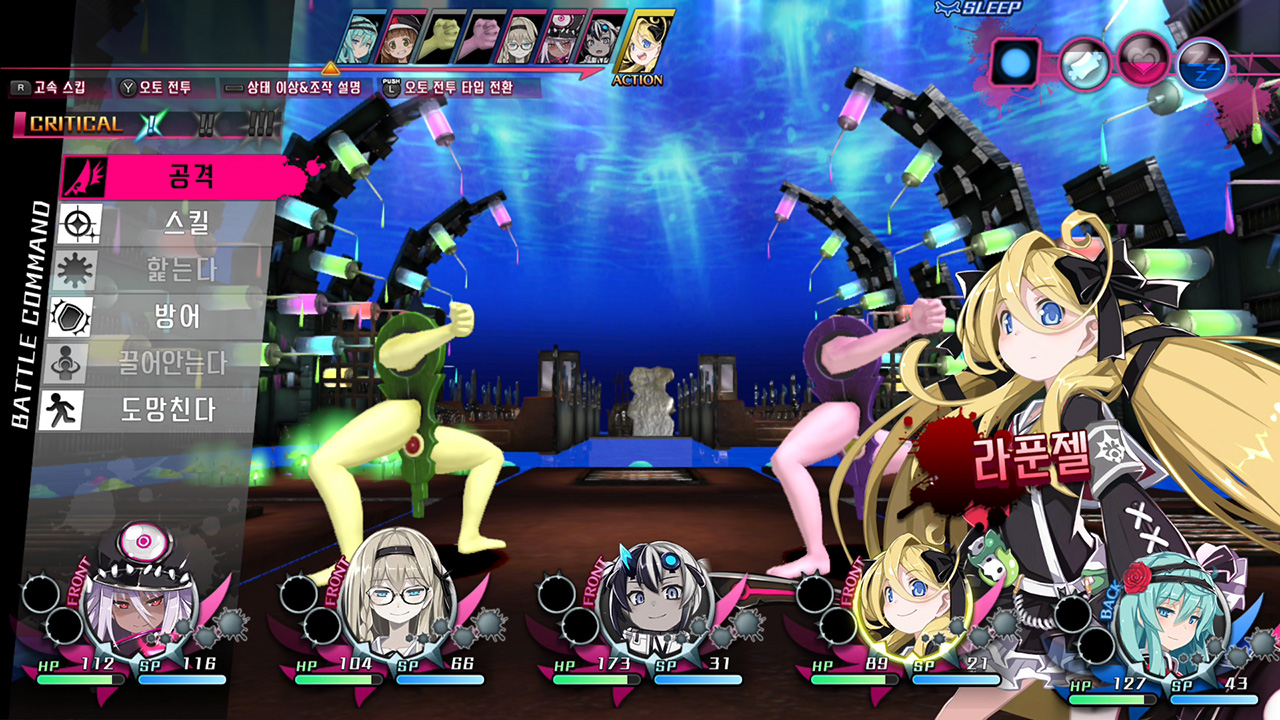 SLEEP
ACTION
R 고속 스킵 Y 오토 전투 상태 이상&조작 설명 PUSH L 오토 전투 타입 전환
CRITICAL ! !! !!!
BATTLE COMMAND
공격
스킬
핥는다
방어
끌어안는다
도망친다
라푼젤
FRONT
HP 112 SP 116
FRONT
HP 104 SP 66
FRONT
HP 173 SP 31
FRONT
HP 89 SP 21
BACK
HP 127 SP 43